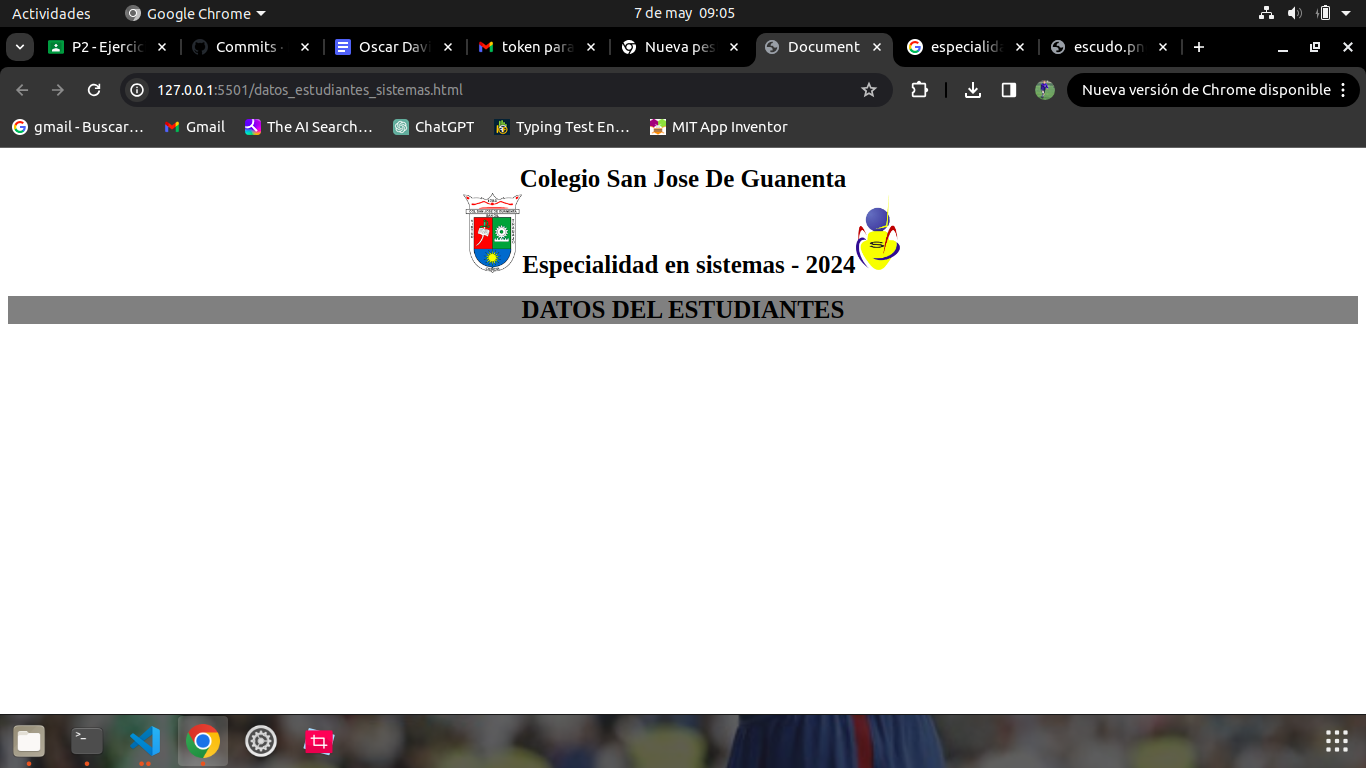 Actividades Google Chrome 7 de may 09:05
P2 - Ejercic Commits - Oscar Davi token para Nueva pes Document especialida escudo.pn
127.0.0.1:5501/datos_estudiantes_sistemas.html Nueva versión de Chrome disponible
gmail - Buscar… Gmail The AI Search… ChatGPT Typing Test En… MIT App Inventor
Colegio San Jose De Guanenta
Especialidad en sistemas - 2024
DATOS DEL ESTUDIANTES